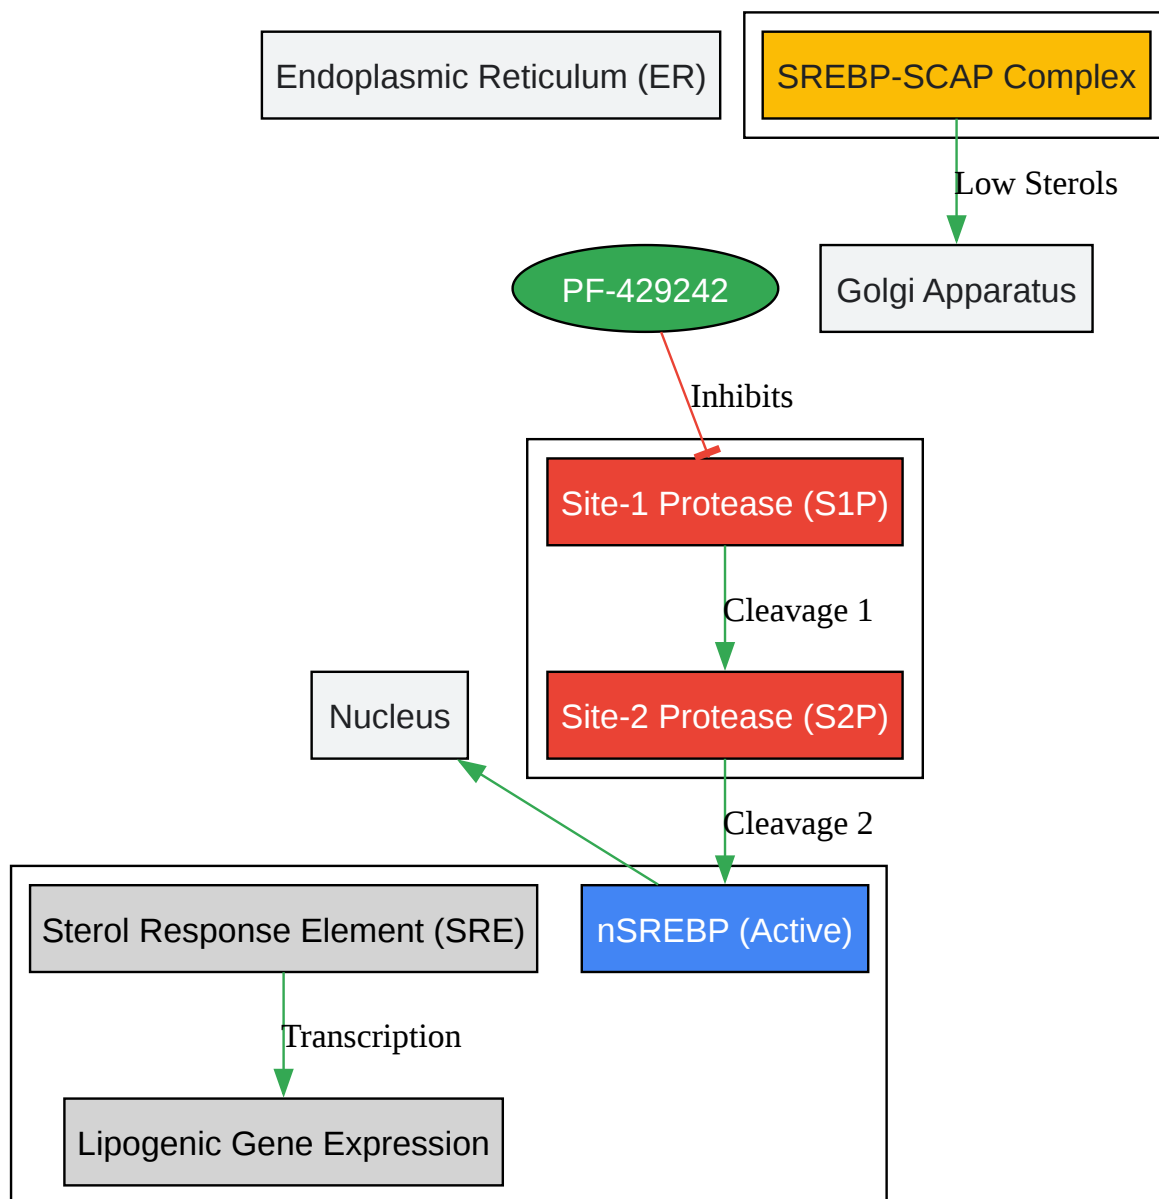 Endoplasmic Reticulum (ER)
SREBP-SCAP Complex
Low Sterols
PF-429242
Golgi Apparatus
Inhibits
Site-1 Protease (S1P)
Cleavage 1
Nucleus
Site-2 Protease (S2P)
Cleavage 2
Sterol Response Element (SRE)
nSREBP (Active)
Transcription
Lipogenic Gene Expression